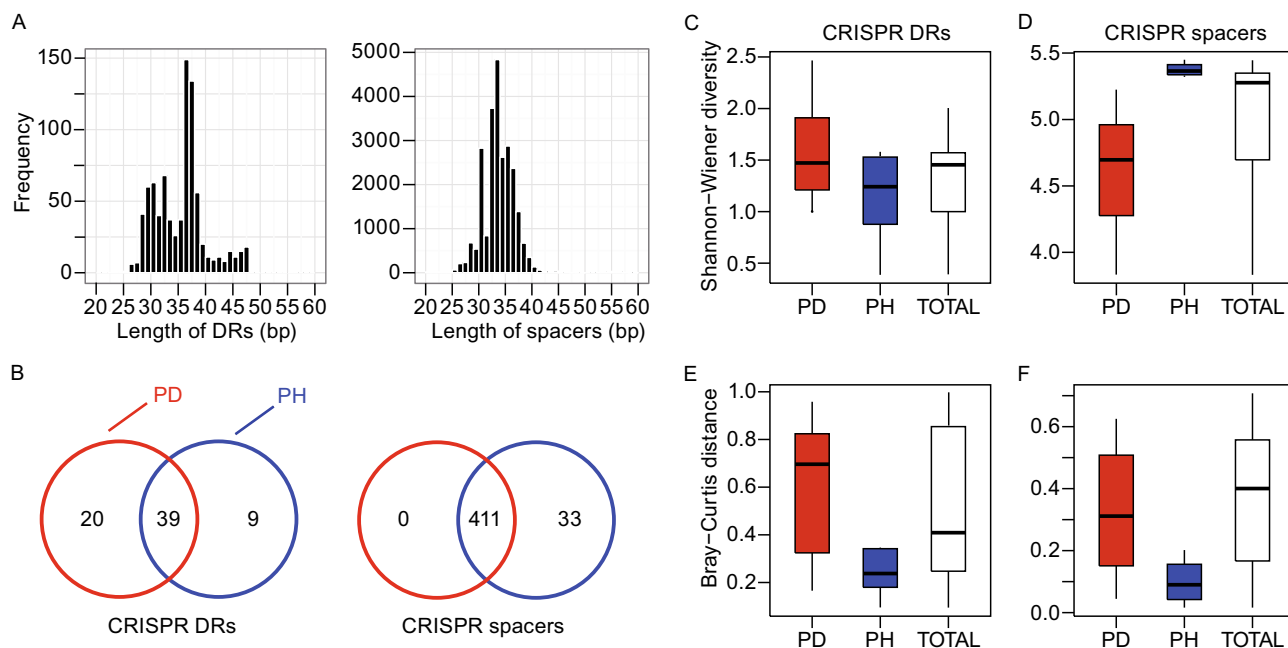 A
Frequency
150
100
50
0
20 25 30 35 40 45 50 55 60
Length of DRs (bp)
5000
4000
3000
2000
1000
0
20 25 30 35 40 45 50 55 60
Length of spacers (bp)
B
PD
PH
20 39 9
CRISPR DRs
0 411 33
CRISPR spacers
C
CRISPR DRs
Shannon−Wiener diversity
2.5
2.0
1.5
1.0
0.5
PD PH TOTAL
D
CRISPR spacers
5.5
5.0
4.5
4.0
PD PH TOTAL
E
Bray−Curtis distance
1.0
0.8
0.6
0.4
0.2
PD PH TOTAL
F
0.6
0.4
0.2
0.0
PD PH TOTAL